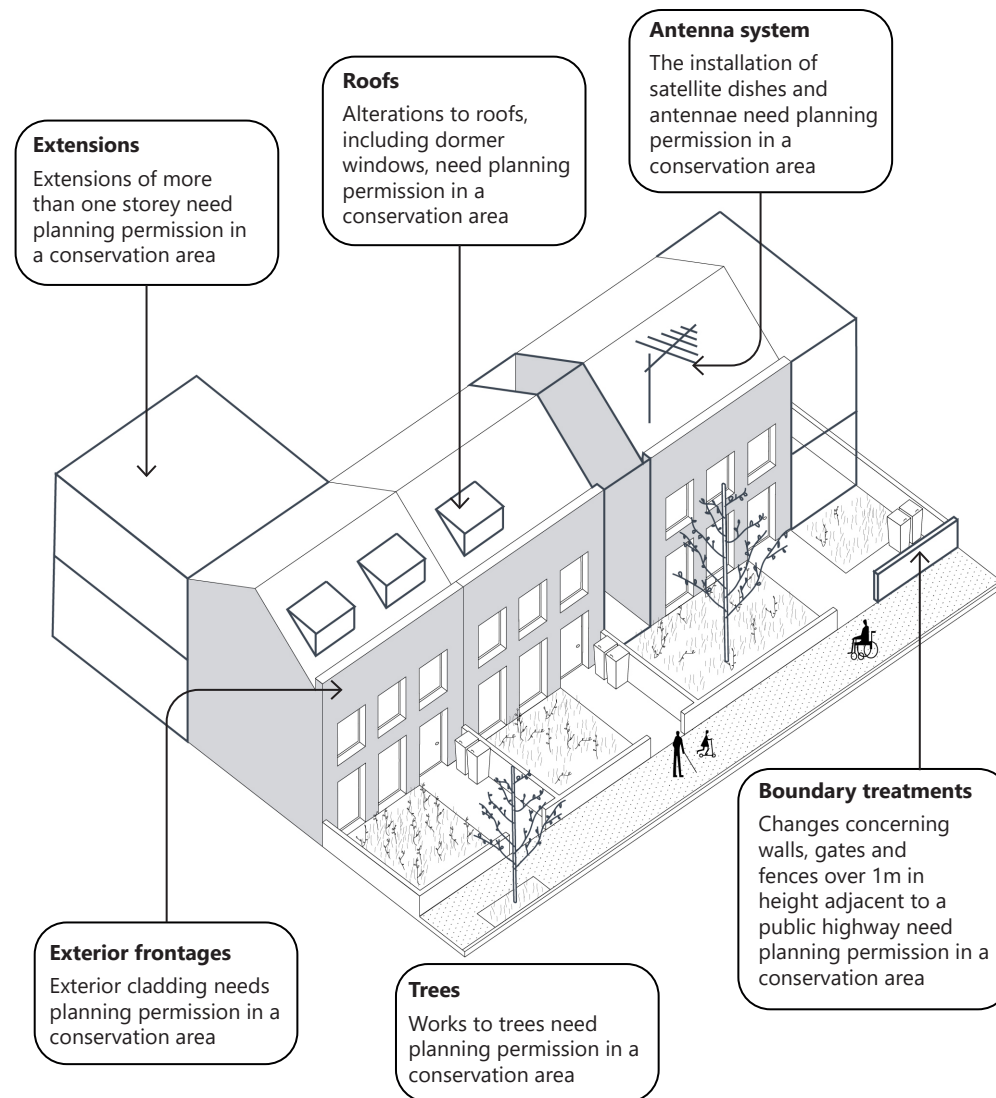 Antenna system
The installation of
satellite dishes and
antennae need planning
permission in a
conservation area
Roofs
Alterations to roofs,
including dormer
windows, need planning
permission in a
conservation area
Extensions
Extensions of more
than one storey need
planning permission in
a conservation area
Boundary treatments
Changes concerning
walls, gates and
fences over 1m in
height adjacent to a
public highway need
planning permission in a
conservation area
Exterior frontages
Exterior cladding needs
planning permission in a
conservation area
Trees
Works to trees need
planning permission in a
conservation area